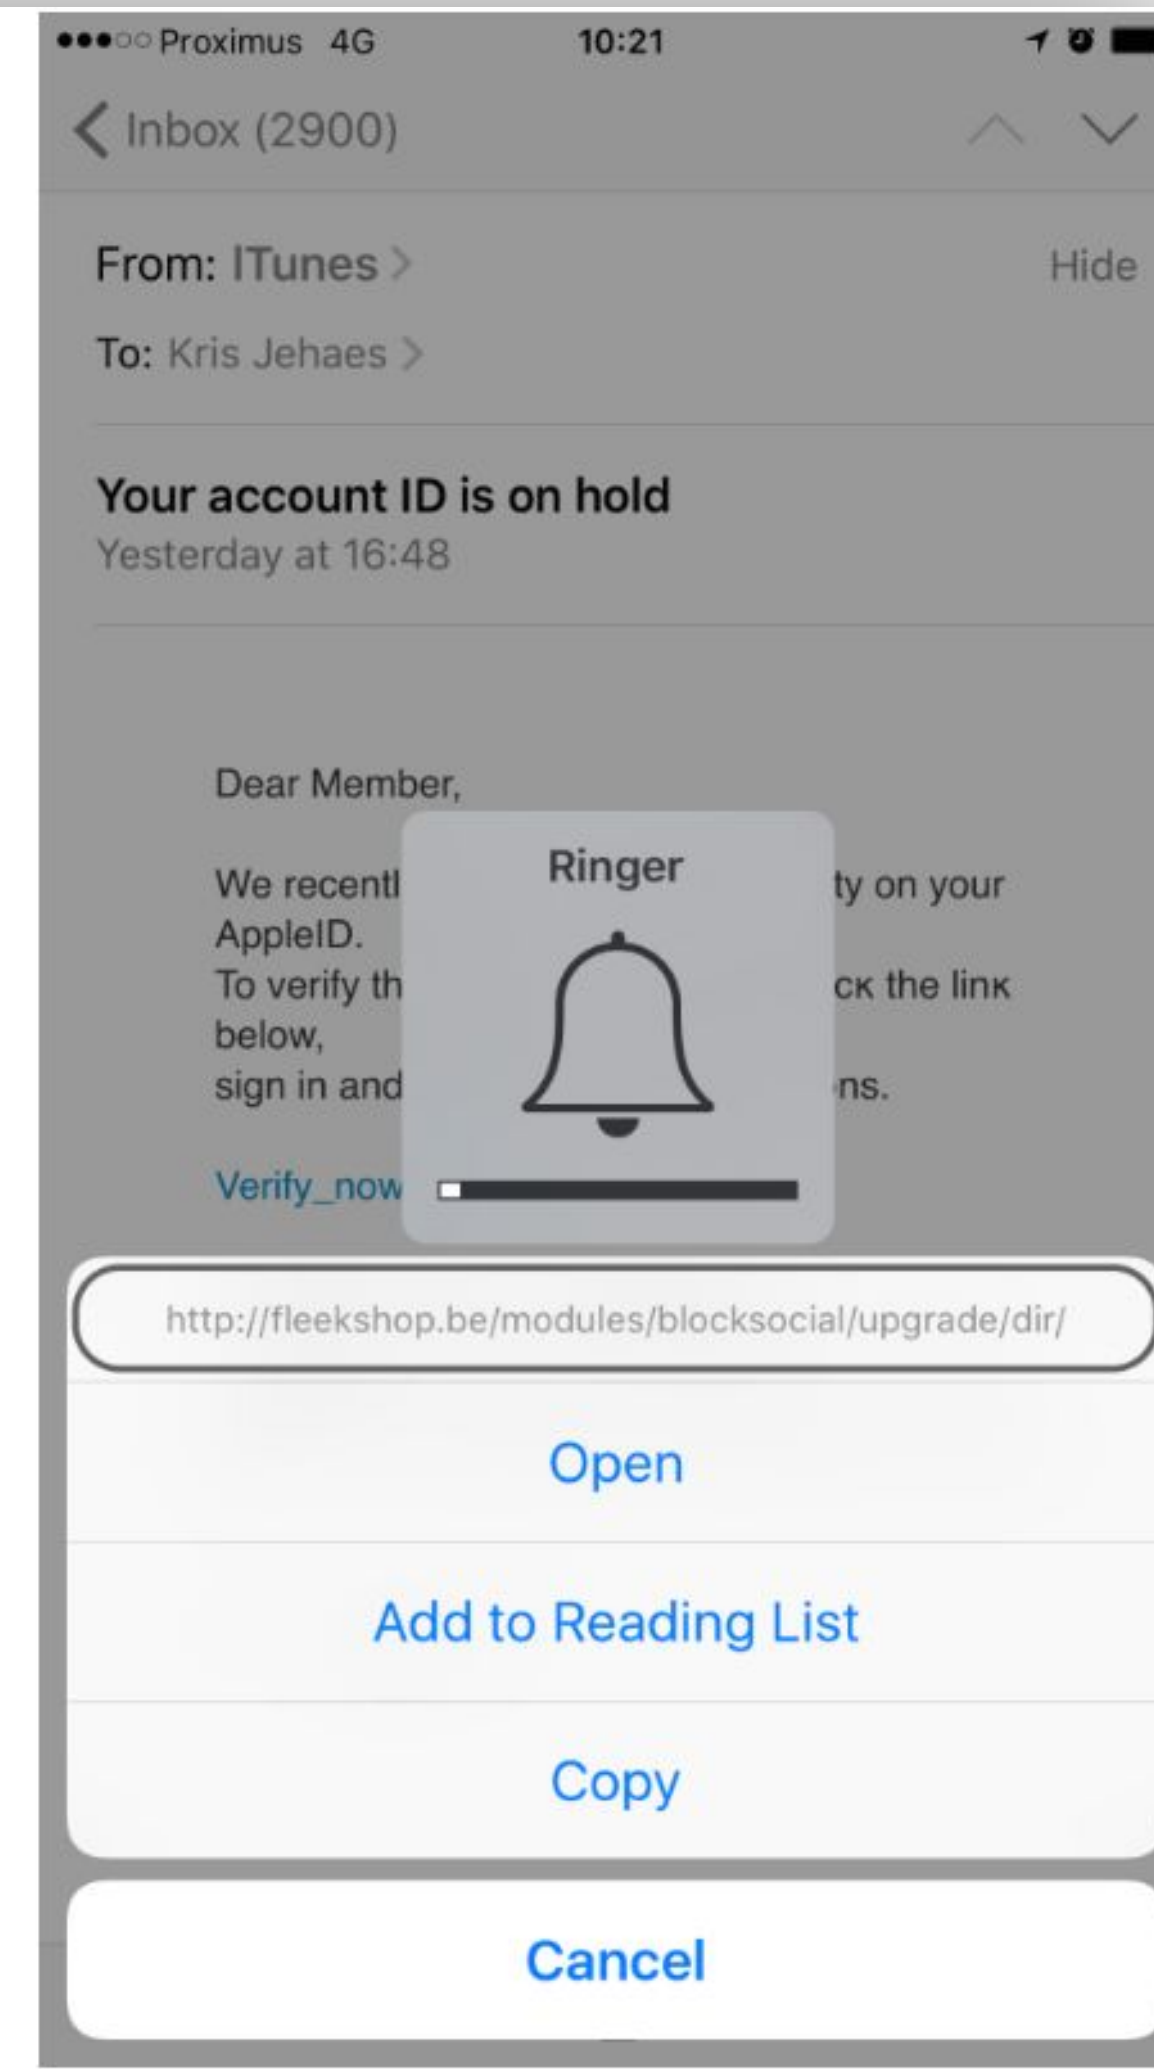 Proximus 4G 10:21
Inbox (2900)
From: ITunes Hide
To: Kris Jehaes
Your account ID is on hold
Yesterday at 16:48
Dear Member,
Ringer
We recentl ty on your
AppleID.
To verify th cк the linк
below,
sign in and ns.
Verify_now
http://fleekshop.be/modules/blocksocial/upgrade/dir/
Open
Add to Reading List
Copy
Cancel